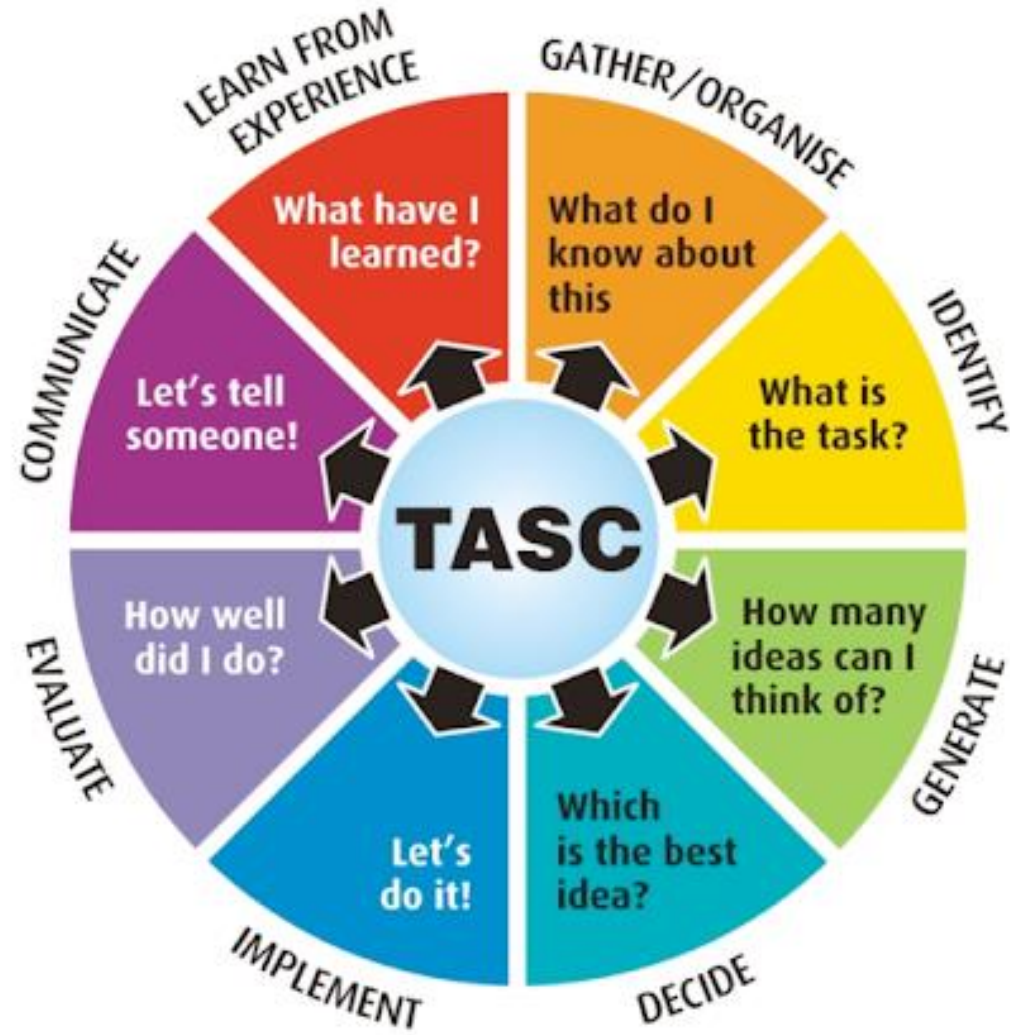 LEARN FROM
EXPERIENCE
What have I
learned?
GATHER/ORGANISE
What do I
know about
this
IDENTIFY
What is
the task?
GENERATE
How many
ideas can I
think of?
DECIDE
Which
is the best
idea?
IMPLEMENT
Let's
do it!
EVALUATE
How well
did I do?
COMMUNICATE
Let's tell
someone!
TASC